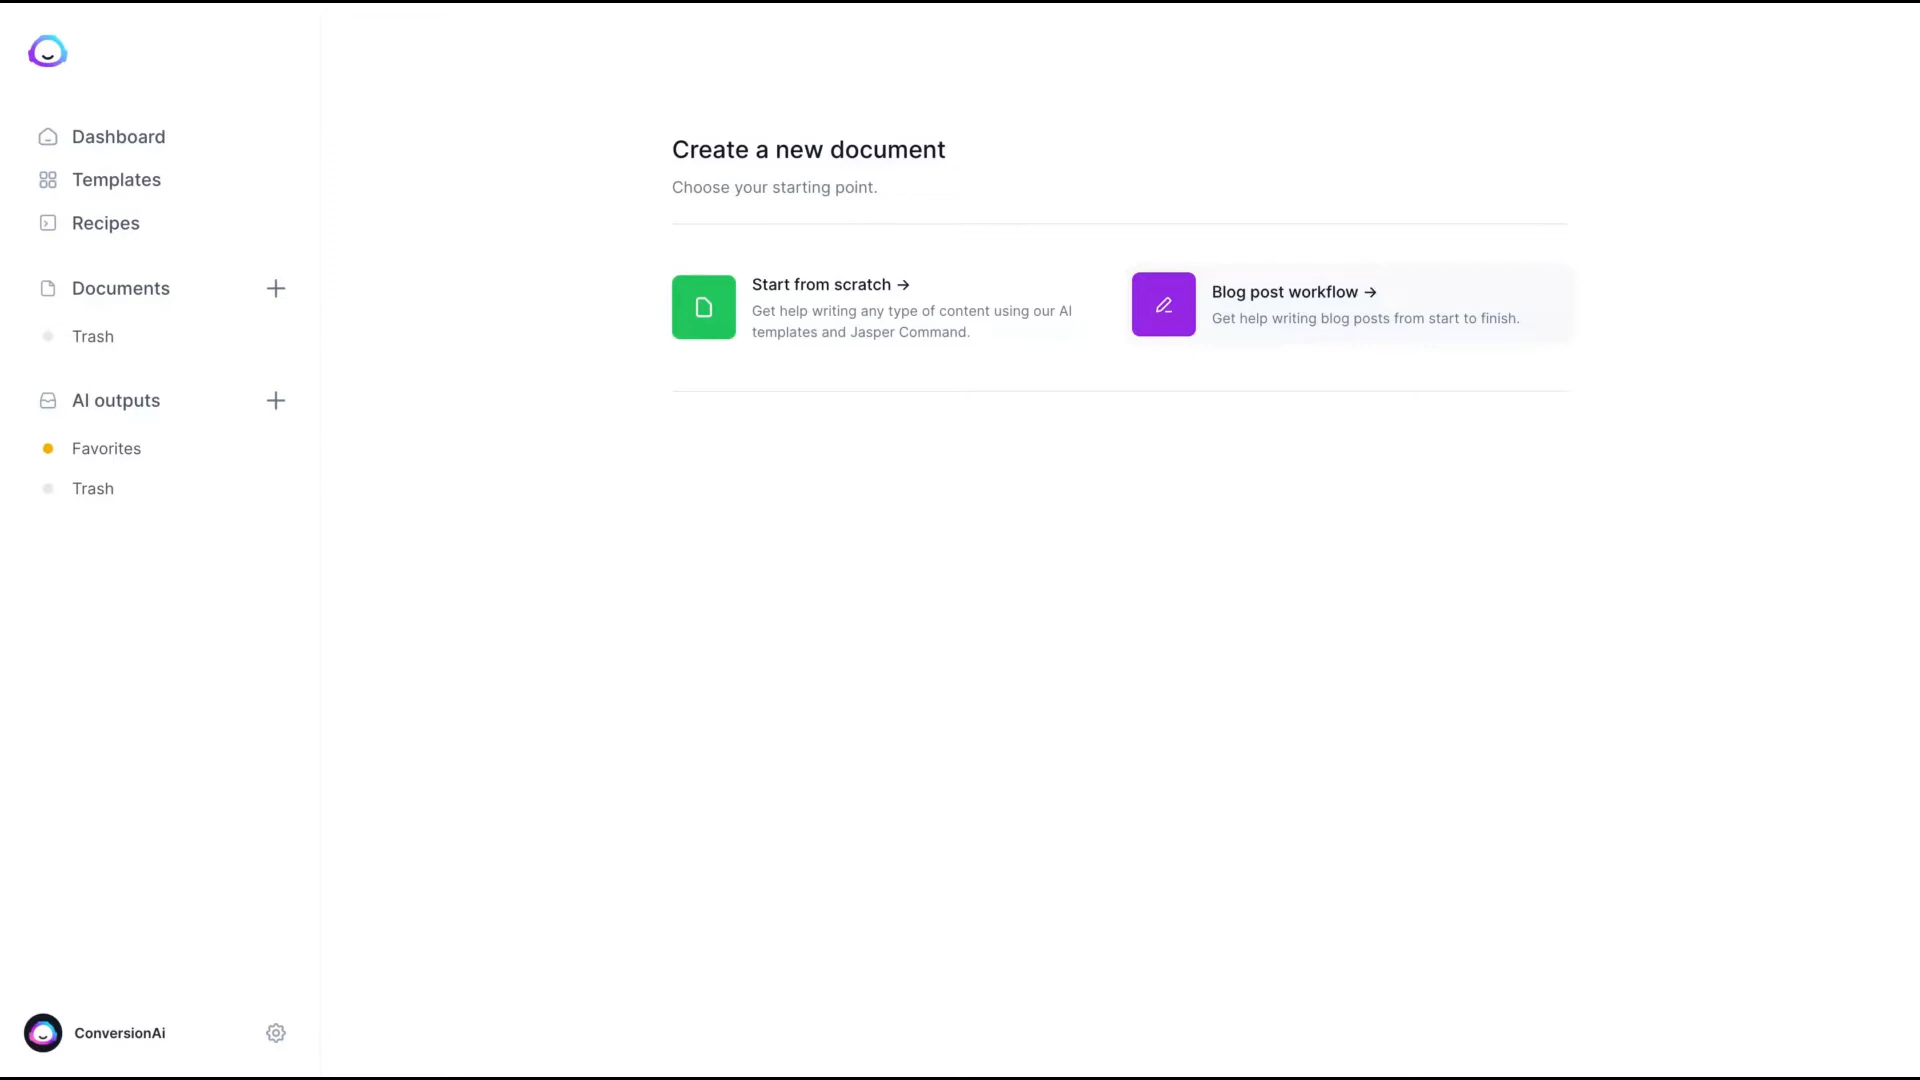 Dashboard
Templates
Recipes
Documents
Trash
AI outputs
Favorites
Trash
ConversionAi
Create a new document
Choose your starting point.
Start from scratch →
Get help writing any type of content using our AI
templates and Jasper Command.
Blog post workflow →
Get help writing blog posts from start to finish.